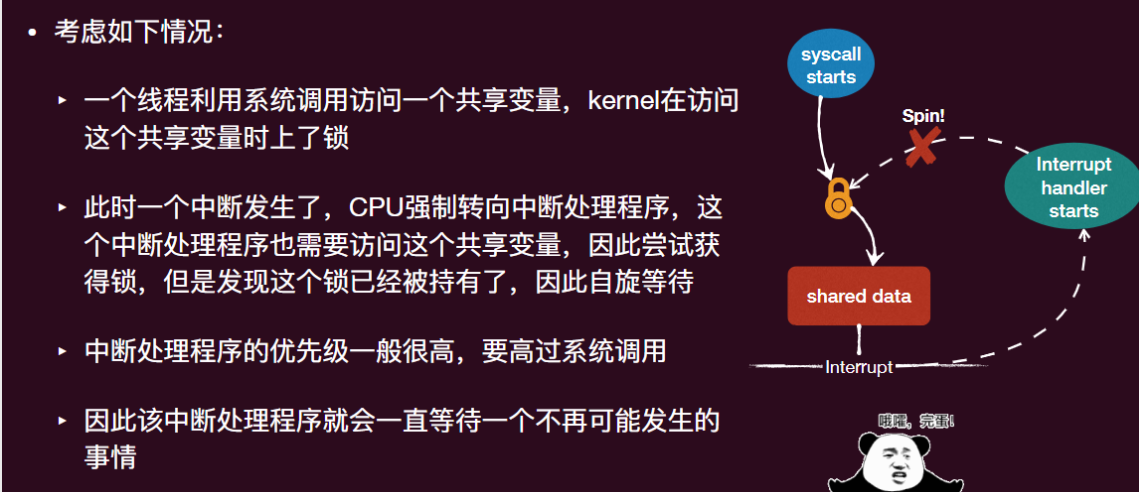 • 考虑如下情况：
▸ 一个线程利用系统调用访问一个共享变量，kernel在访问
这个共享变量时上了锁
▸ 此时一个中断发生了，CPU强制转向中断处理程序，这
个中断处理程序也需要访问这个共享变量，因此尝试获
得锁，但是发现这个锁已经被持有了，因此自旋等待
▸ 中断处理程序的优先级一般很高，要高过系统调用
▸ 因此该中断处理程序就会一直等待一个不再可能发生的
事情
syscall
starts
Spin!
Interrupt
handler
starts
shared data
Interrupt
哦嚯，完蛋!